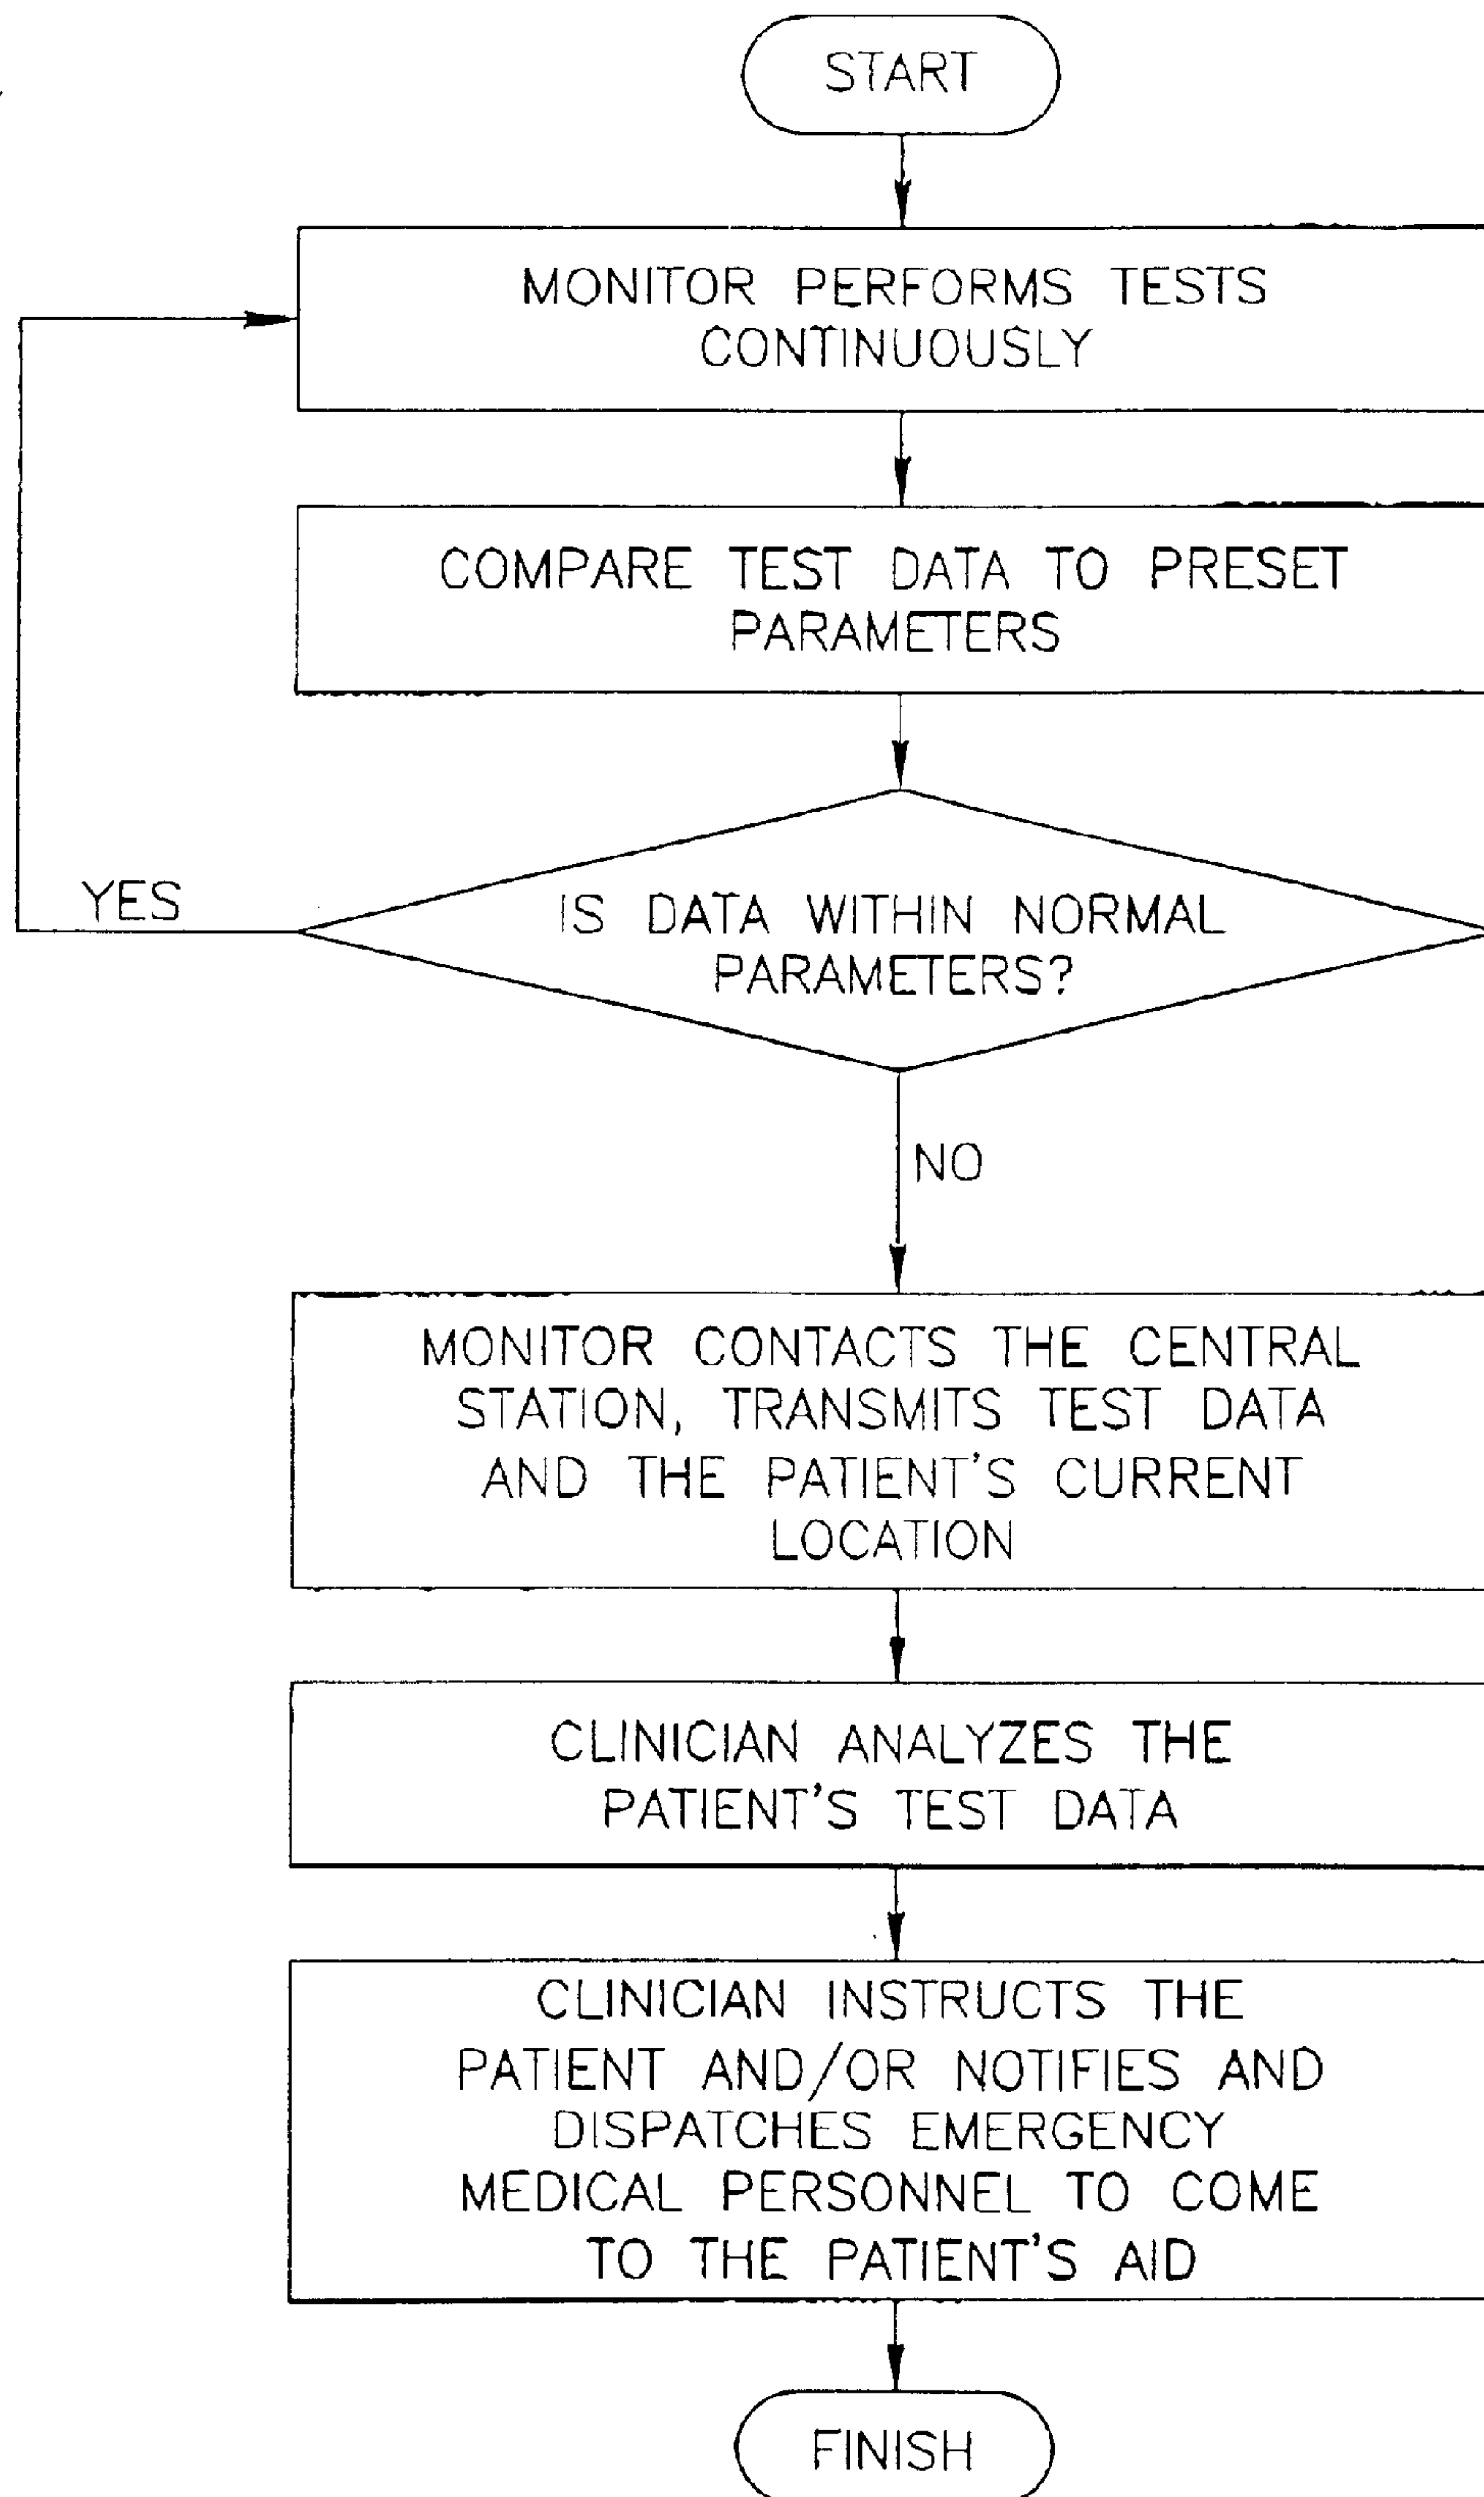 START
MONITOR PERFORMS TESTS
CONTINUOUSLY
COMPARE TEST DATA TO PRESET
PARAMETERS
YES
IS DATA WITHIN NORMAL
PARAMETERS?
NO
MONITOR CONTACTS THE CENTRAL
STATION, TRANSMITS TEST DATA
AND THE PATIENT'S CURRENT
LOCATION
CLINICIAN ANALYZES THE
PATIENT'S TEST DATA
CLINICIAN INSTRUCTS THE
PATIENT AND/OR NOTIFIES AND
DISPATCHES EMERGENCY
MEDICAL PERSONNEL TO COME
TO THE PATIENT'S AID
FINISH